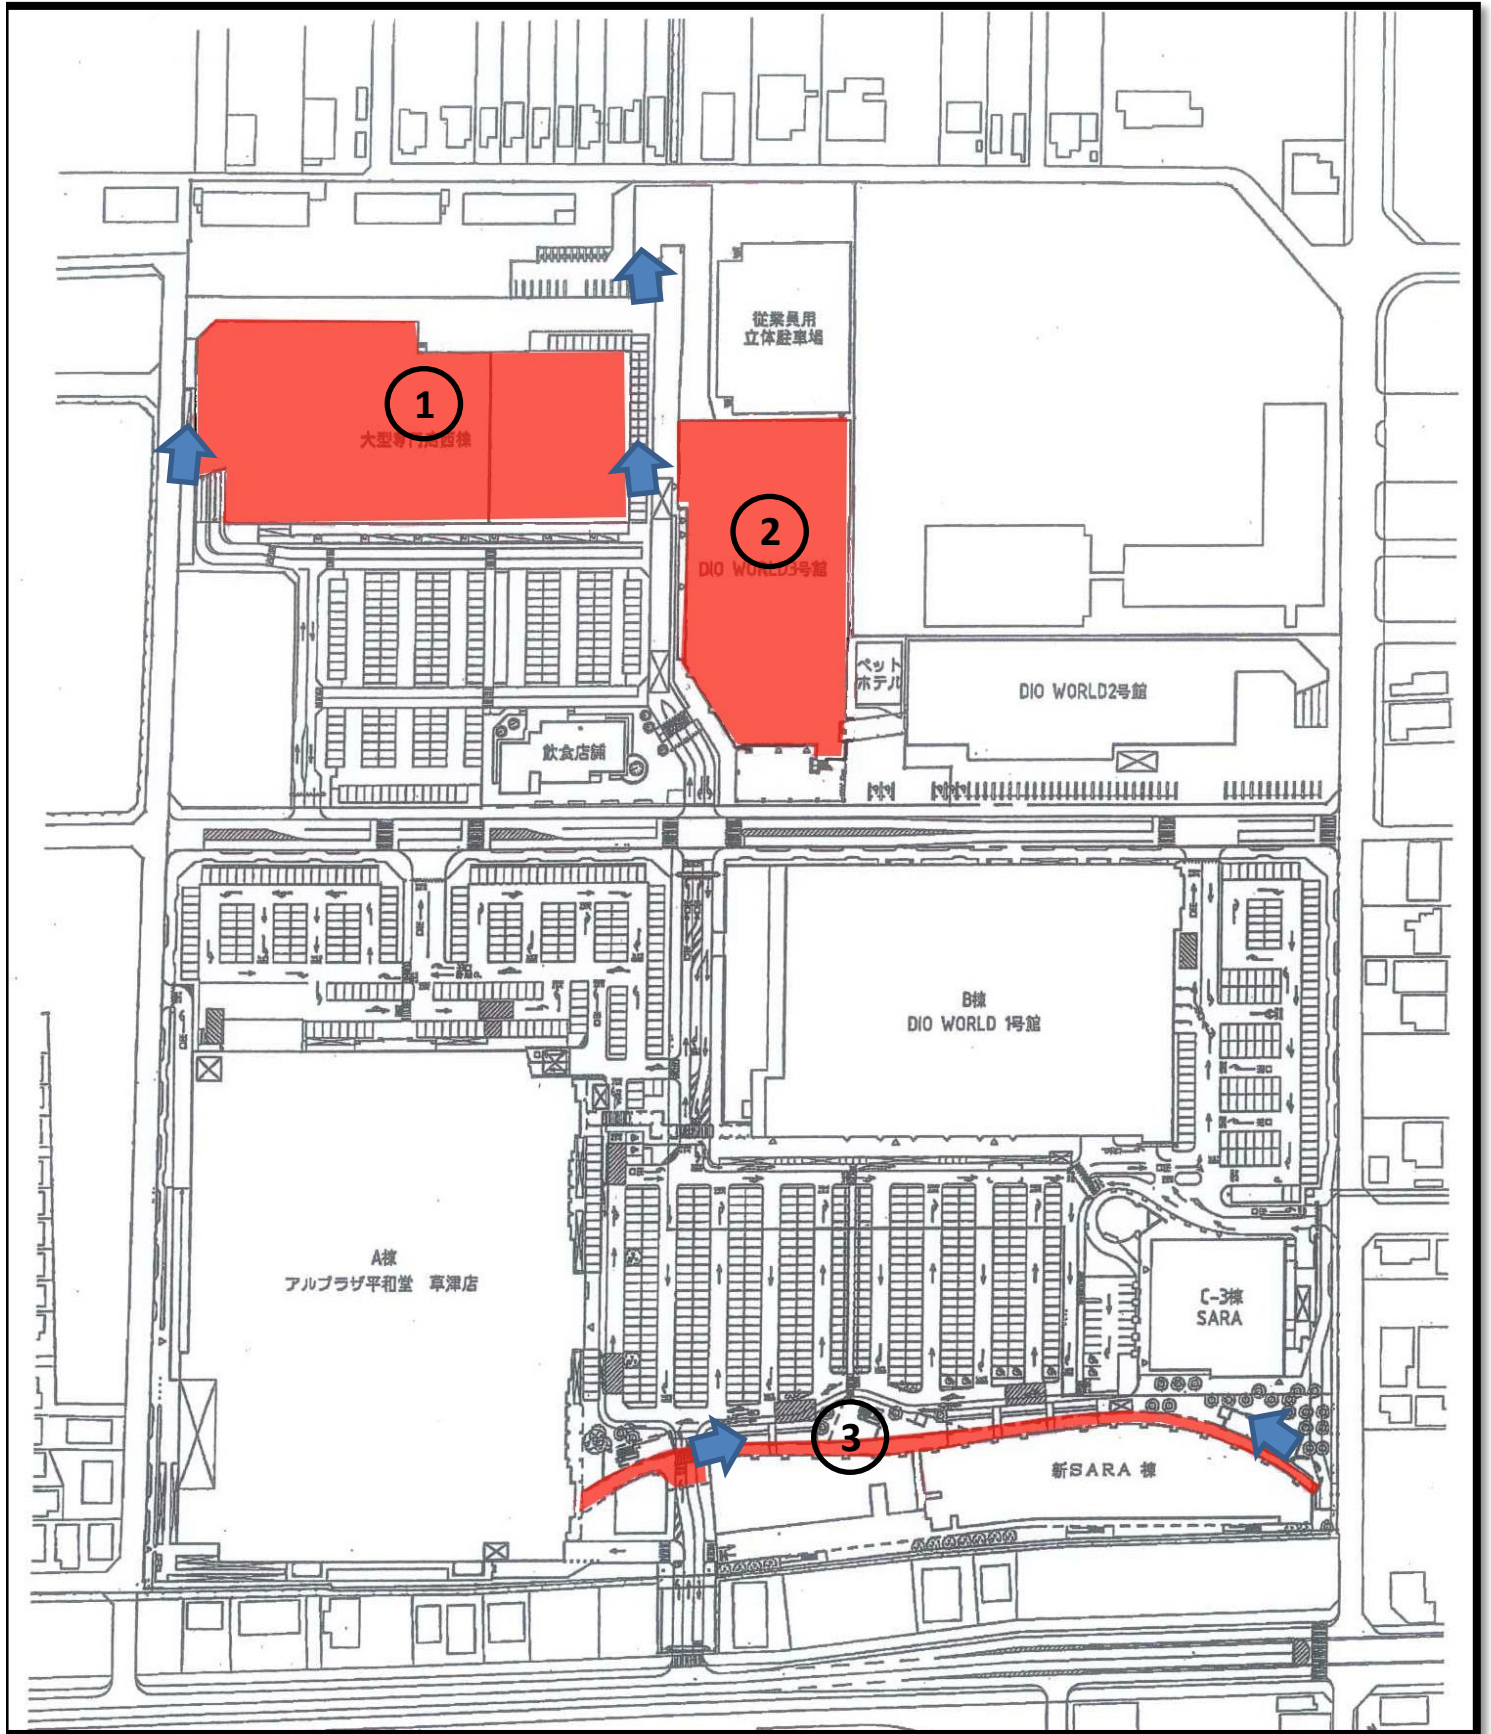 従業員用
立体駐車場
1
大型専門店西棟
2
DIO WORLD3号館
ペット
ホテル
DIO WORLD2号館
飲食店舗
B棟
DIO WORLD 1号館
A棟
アルプラザ平和堂 草津店
C-3棟
SARA
3
新SARA 棟